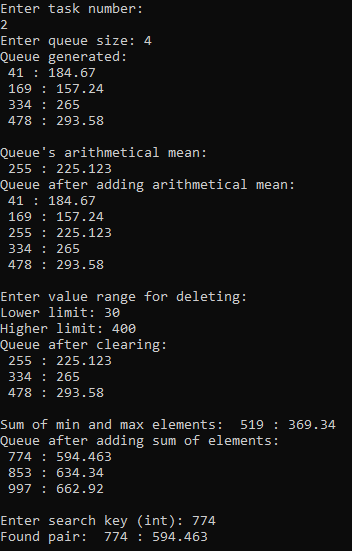 Enter task number:
2
Enter queue size: 4
Queue generated:
41 : 184.67
169 : 157.24
334 : 265
478 : 293.58
Queue's arithmetical mean:
255 : 225.123
Queue after adding arithmetical mean:
41 : 184.67
169 : 157.24
255 : 225.123
334 : 265
478 : 293.58
Enter value range for deleting:
Lower limit: 30
Higher limit: 400
Queue after clearing:
255 : 225.123
334 : 265
478 : 293.58
Sum of min and max elements:  519 : 369.34
Queue after adding sum of elements:
774 : 594.463
853 : 634.34
997 : 662.92
Enter search key (int): 774
Found pair:  774 : 594.463